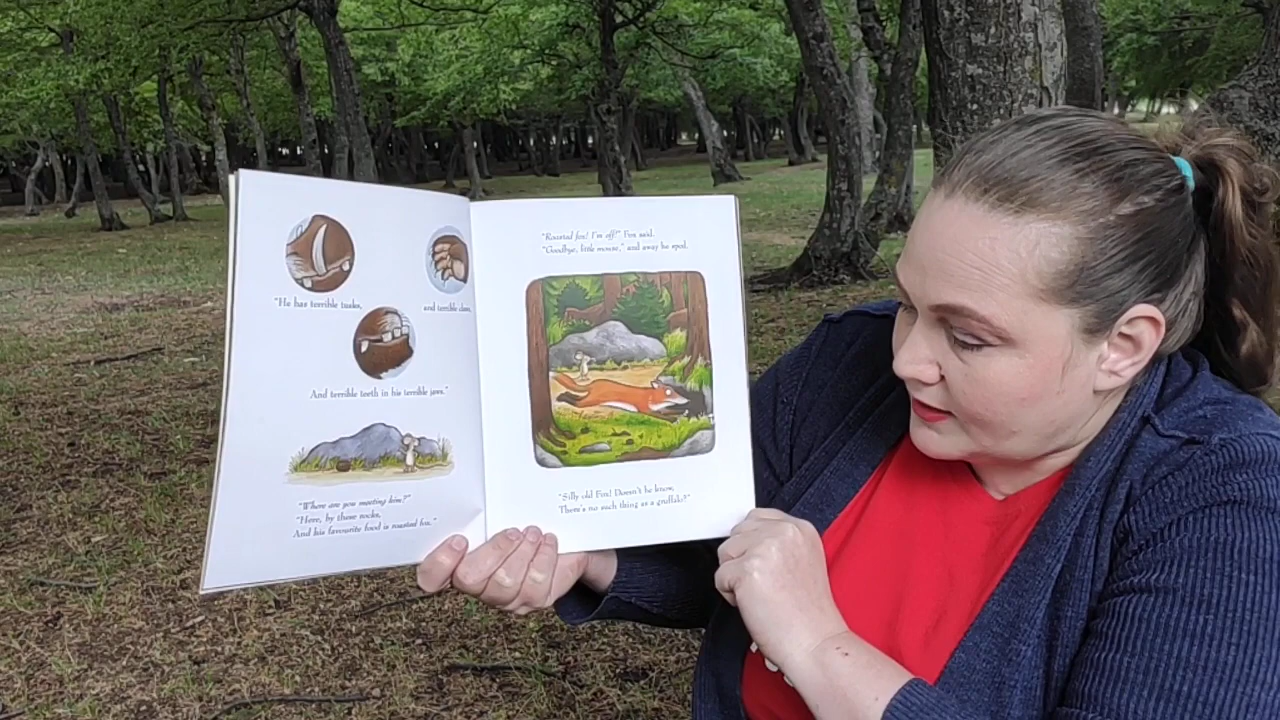 "He has terrible tusks,
and terrible claws,
And terrible teeth in his terrible jaws."
"Where are you meeting him?"
"Here, by these rocks,
And his favourite food is roasted fox."
"Roasted fox! I'm off!" Fox said.
"Goodbye, little mouse," and away he sped.
"Silly old Fox! Doesn't he know,
There's no such thing as a gruffalo?"